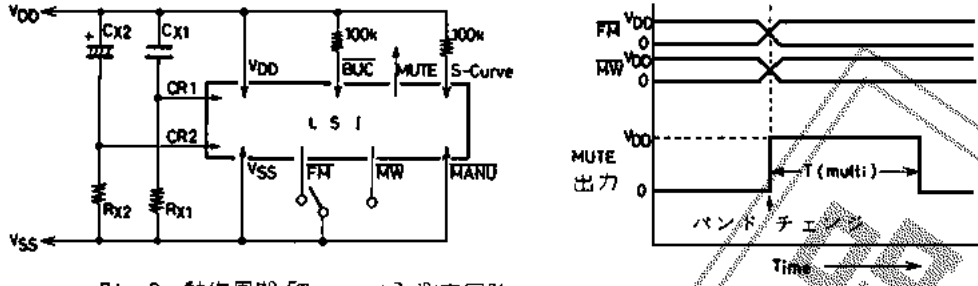 VDD
CX2
CX1
100k
100k
VDD
BUC
MUTE
S-Curve
CR1
LSI
CR2
VSS
FM
MW
MANU
RX2
RX1
VSS
FM
VDD
0
MW
VDD
0
VDD
MUTE
出力
0
T(multi)
バンドチェンジ
Time